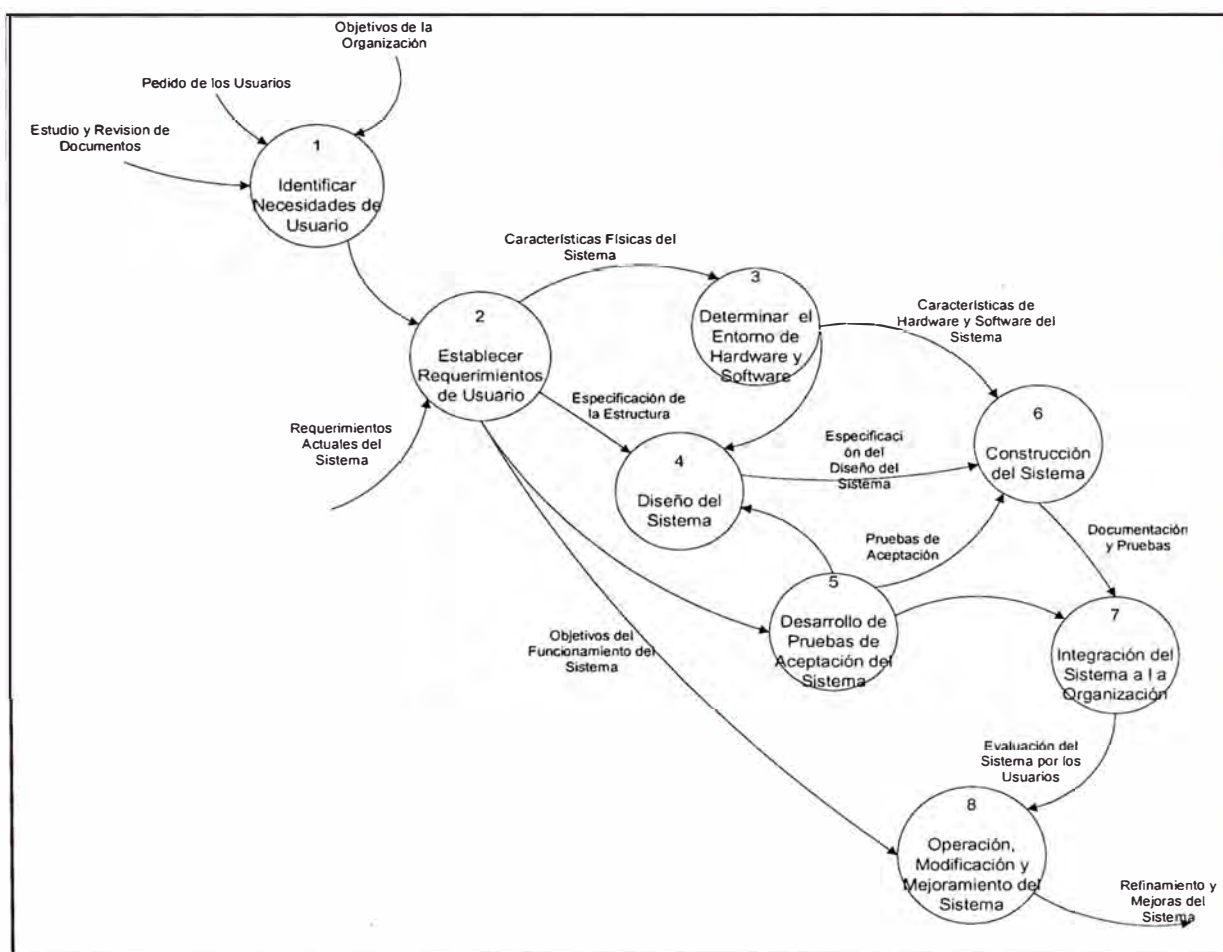 Objetivos de la
Organización
Pedido de los Usuarios
Estudio y Revision de
Documentos
1
Identificar
Necesidades de
Usuario
Características Físicas del
Sistema
2
Establecer
Requerimientos
de Usuario
3
Determinar el
Entorno de
Hardware y
Software
Características de
Hardware y Software del
Sistema
Requerimientos
Actuales del
Sistema
Especificación de
la Estructura
4
Diseño del
Sistema
Especificaci
ón del
Diseño del
Sistema
6
Construcción
del Sistema
Pruebas de
Aceptación
Documentación
y Pruebas
5
Desarrollo de
Pruebas de
Aceptación del
Sistema
Objetivos del
Funcionamiento del
Sistema
7
Integración del
Sistema a l a
Organización
Evaluación del
Sistema por los
Usuarios
8
Operación,
Modificación y
Mejoramiento del
Sistema
Refinamiento y
Mejoras del
Sistema